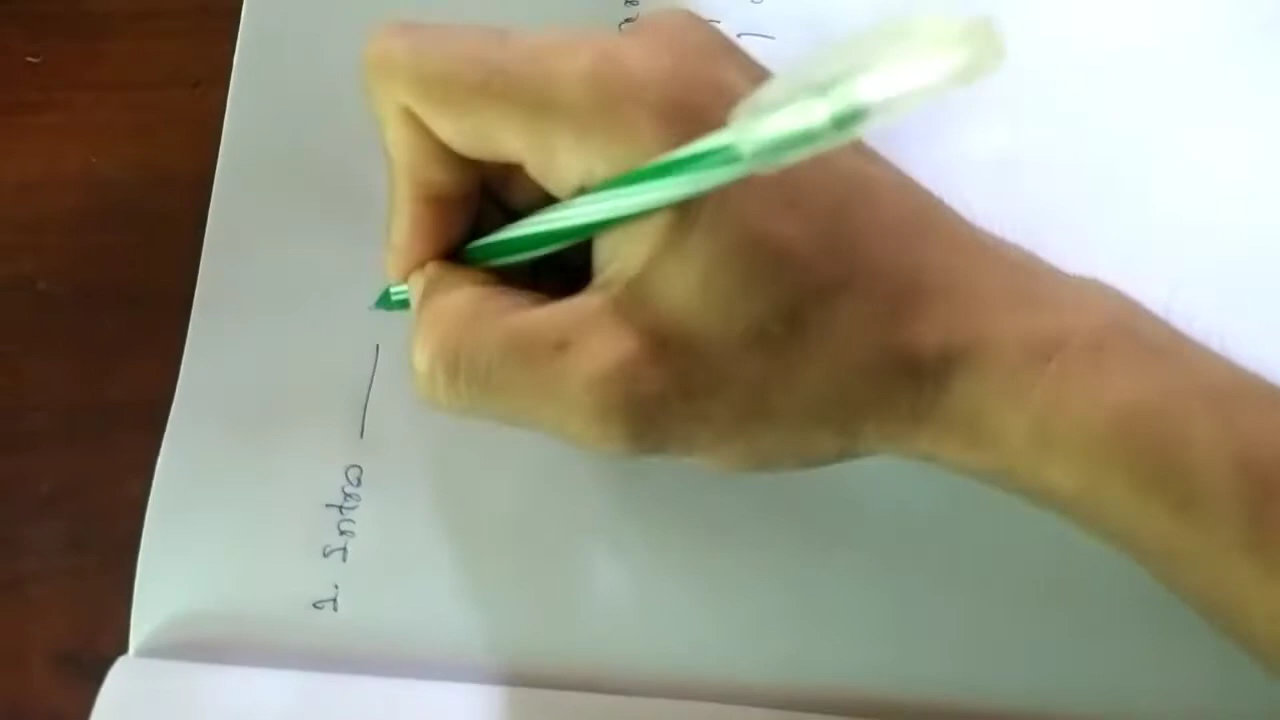 1. Intro —